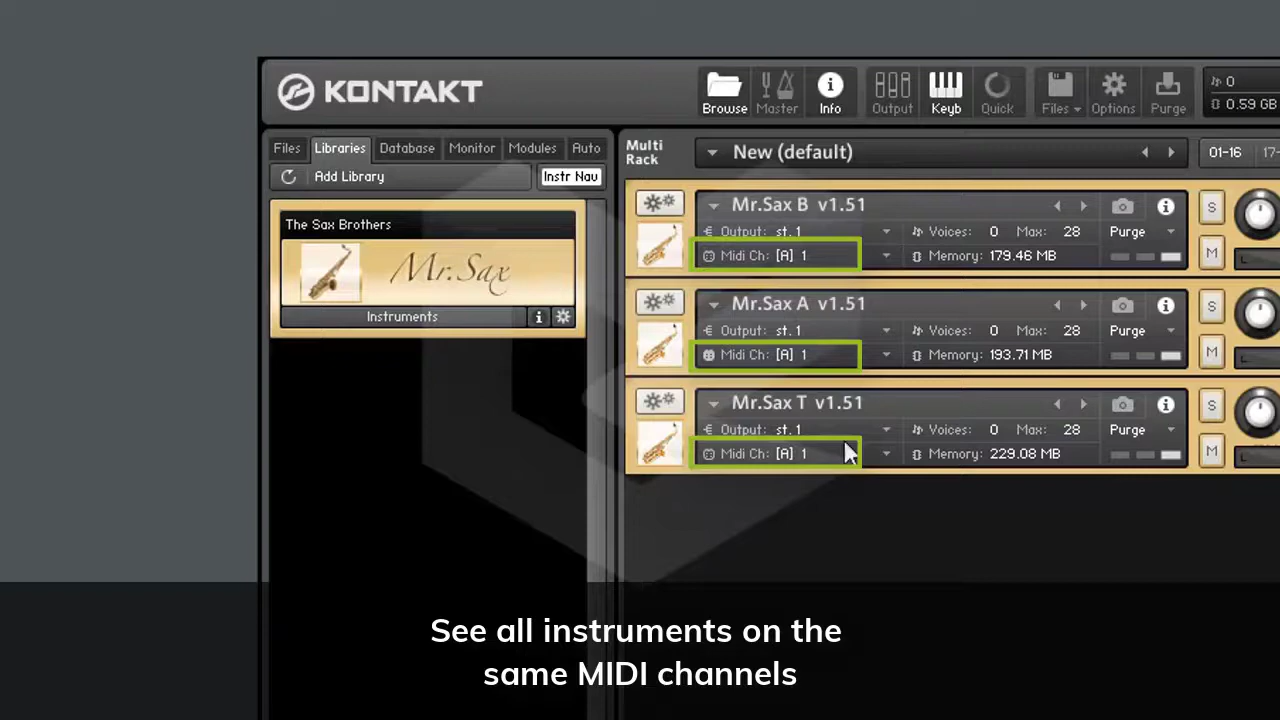 KONTAKT
Browse Master Info Output Keyb Quick Files Options Purge
0
0.59 GB
Files Libraries Database Monitor Modules Auto
Add Library Instr Nav
The Sax Brothers
Mr.Sax
Instruments i
Multi
Rack
New (default) 01-16 17-
Mr.Sax B v1.51 i S
Output: st.1 Voices: 0 Max: 28 Purge
Midi Ch: [A] 1 Memory: 179.46 MB M
L
Mr.Sax A v1.51 i S
Output: st.1 Voices: 0 Max: 28 Purge
Midi Ch: [A] 1 Memory: 193.71 MB M
L
Mr.Sax T v1.51 i S
Output: st.1 Voices: 0 Max: 28 Purge
Midi Ch: [A] 1 Memory: 229.08 MB M
L
See all instruments on the
same MIDI channels